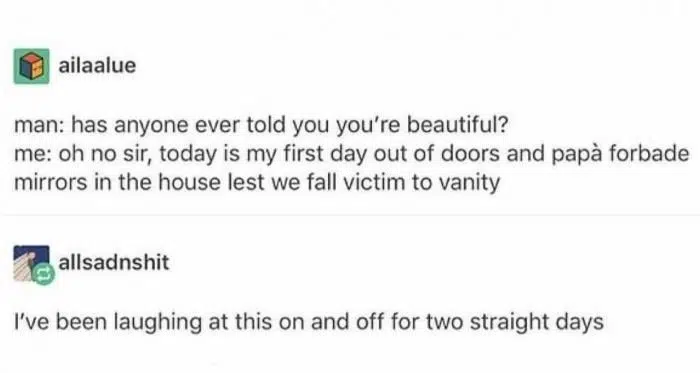 ailaalue
man: has anyone ever told you you’re beautiful?
me: oh no sir, today is my first day out of doors and papà forbade
mirrors in the house lest we fall victim to vanity
allsadnshit
I’ve been laughing at this on and off for two straight days